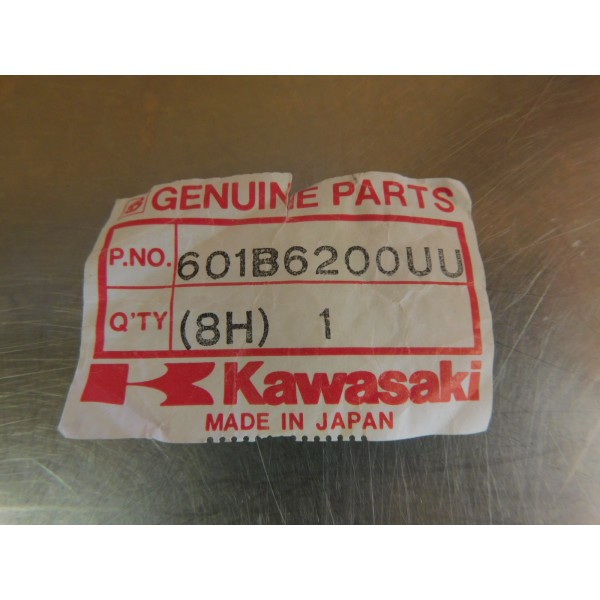 GENUINE PARTS
P.NO. 601B6200UU
Q'TY (8H) 1
Kawasaki
MADE IN JAPAN